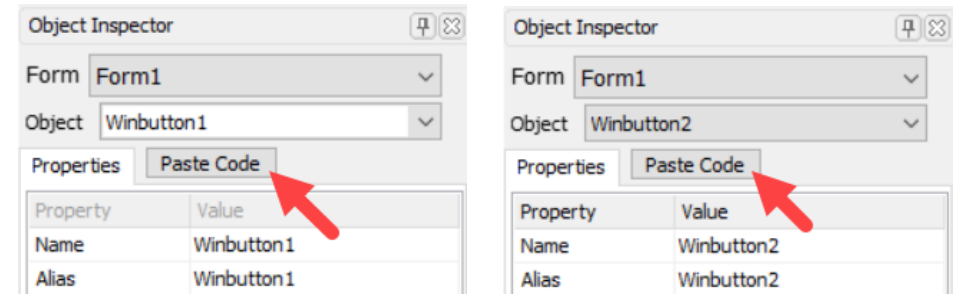 Object Inspector
Form Form1
Object Winbutton1
Properties Paste Code
Property Value
Name Winbutton1
Alias Winbutton1
Object Inspector
Form Form1
Object Winbutton2
Properties Paste Code
Property Value
Name Winbutton2
Alias Winbutton2